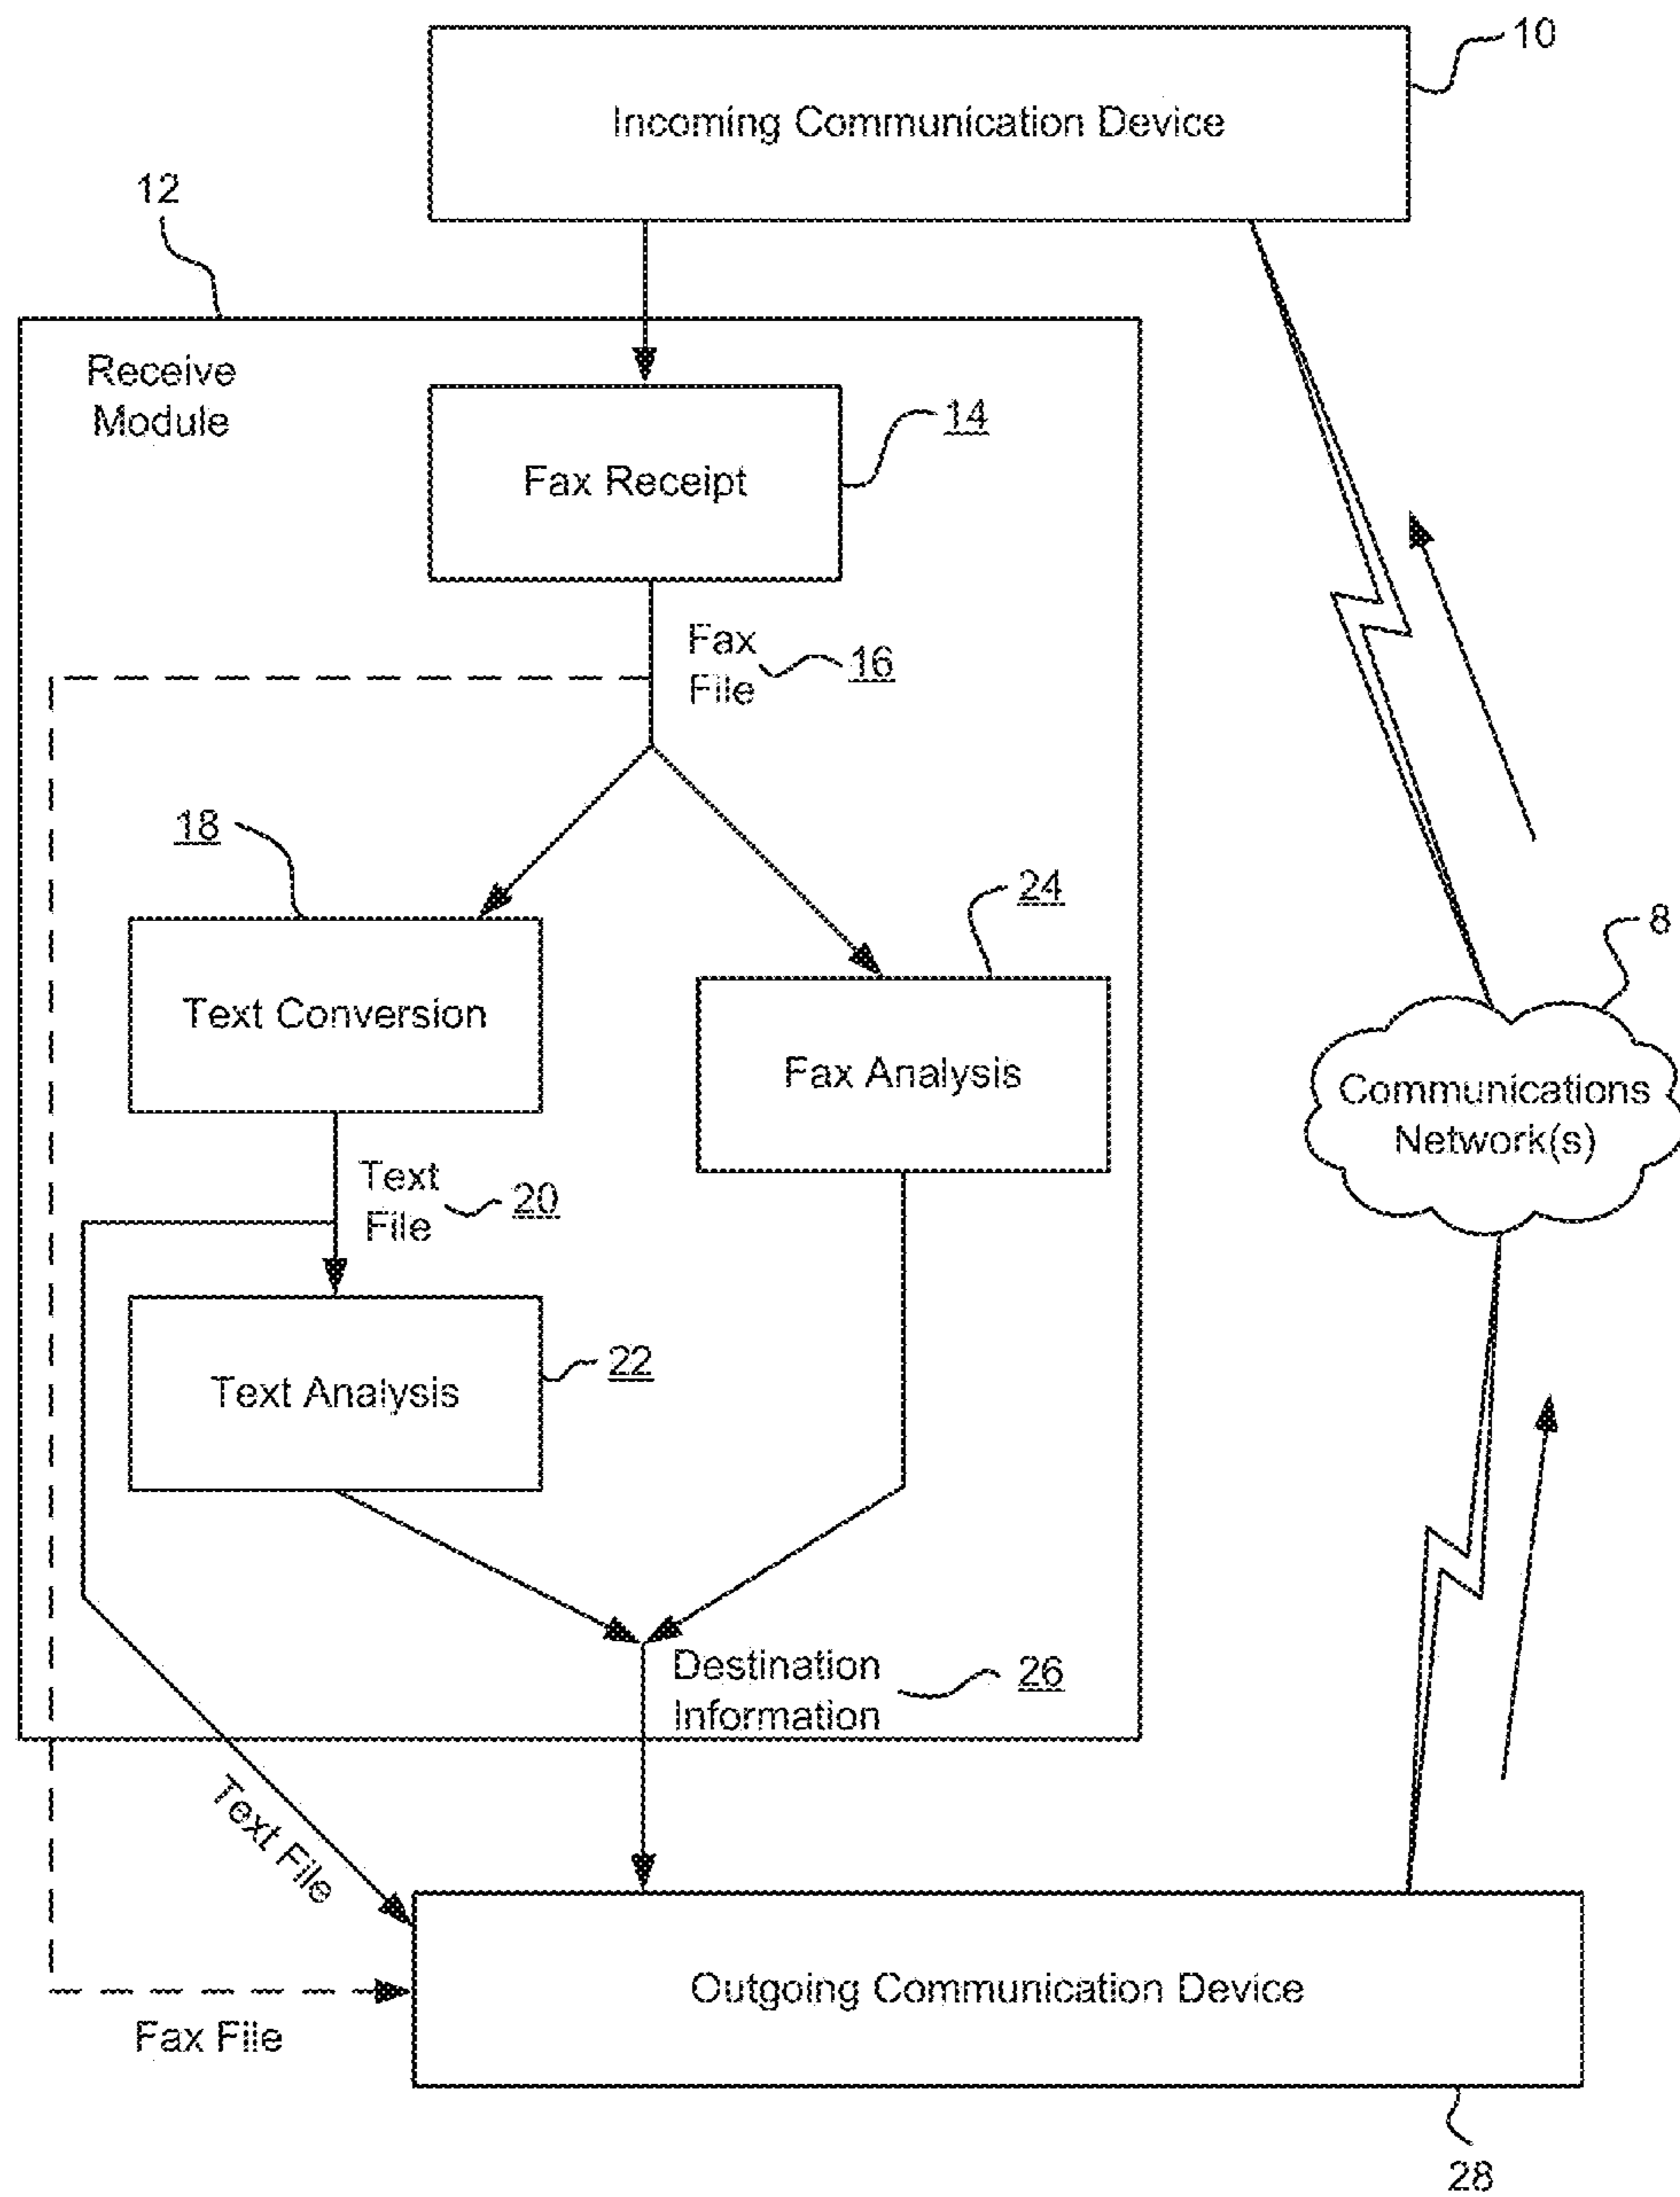 10
Incoming Communication Device
12
Receive
Module
14
Fax Receipt
Fax
File
16
18
24
8
Text Conversion
Fax Analysis
Communications
Network(s)
Text
File
20
22
Text Analysis
Destination
Information
26
Text File
Outgoing Communication Device
Fax File
28